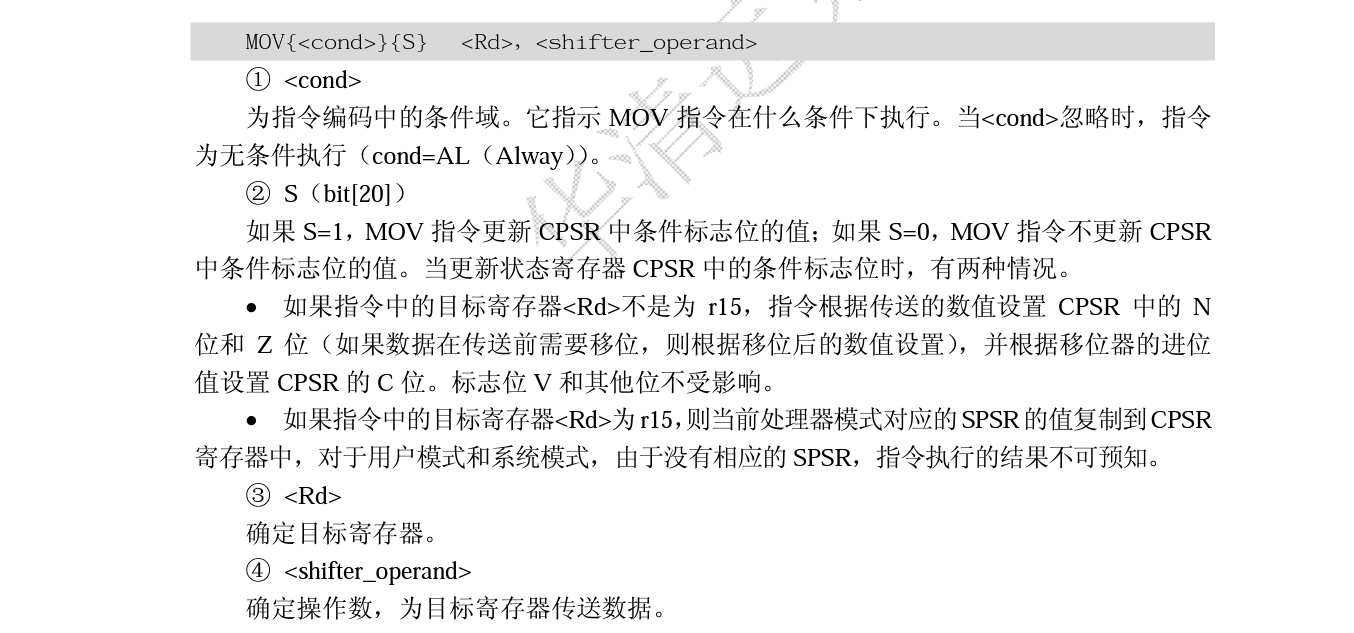 MOV{<cond>}{S} <Rd>，<shifter_operand>
① <cond>
为指令编码中的条件域。它指示 MOV 指令在什么条件下执行。当<cond>忽略时，指令
为无条件执行（cond=AL（Alway））。
② S（bit[20]）
如果 S=1，MOV 指令更新 CPSR 中条件标志位的值；如果 S=0，MOV 指令不更新 CPSR
中条件标志位的值。当更新状态寄存器 CPSR 中的条件标志位时，有两种情况。
● 如果指令中的目标寄存器<Rd>不是为 r15，指令根据传送的数值设置 CPSR 中的 N
位和 Z 位（如果数据在传送前需要移位，则根据移位后的数值设置），并根据移位器的进位
值设置 CPSR 的 C 位。标志位 V 和其他位不受影响。
● 如果指令中的目标寄存器<Rd>为 r15，则当前处理器模式对应的 SPSR 的值复制到 CPSR
寄存器中，对于用户模式和系统模式，由于没有相应的 SPSR，指令执行的结果不可预知。
③ <Rd>
确定目标寄存器。
④ <shifter_operand>
确定操作数，为目标寄存器传送数据。
华清远